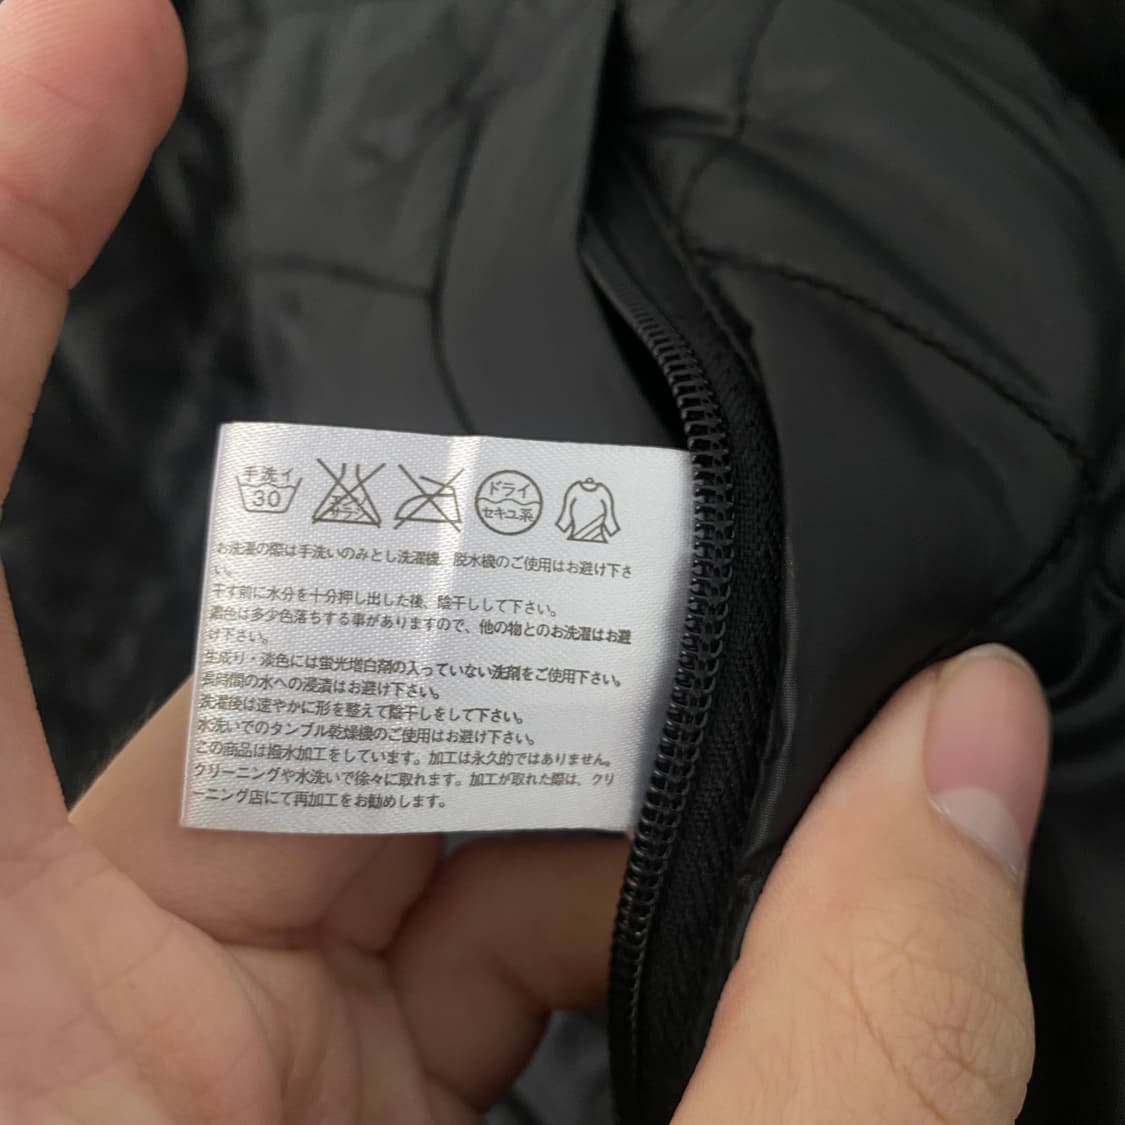 手洗イ
30
サラシ
ドライ
セキユ系
お洗濯の際は手洗いのみとし洗濯機、脱水機のご使用はお避け下さ
い。
干す前に水分を十分押し出した後、陰干しして下さい。
濃色は多少色落ちする事がありますので、他の物とのお洗濯はお避
け下さい。
生成り・淡色には蛍光増白剤の入っていない洗剤をご使用下さい。
長時間の水への浸漬はお避け下さい。
洗濯後は速やかに形を整えて陰干しをして下さい。
水洗いでのタンブル乾燥機のご使用はお避け下さい。
この商品は撥水加工をしています。加工は永久的ではありません。
クリーニングや水洗いで徐々に取れます。加工が取れた際は、クリ
ーニング店にて再加工をお勧めします。